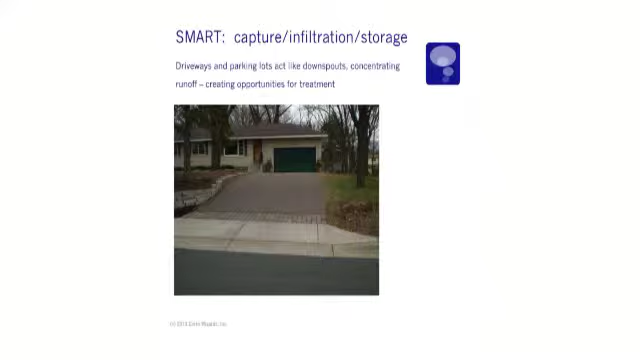 SMART: capture/infiltration/storage
Driveways and parking lots act like downspouts, concentrating
runoff – creating opportunities for treatment